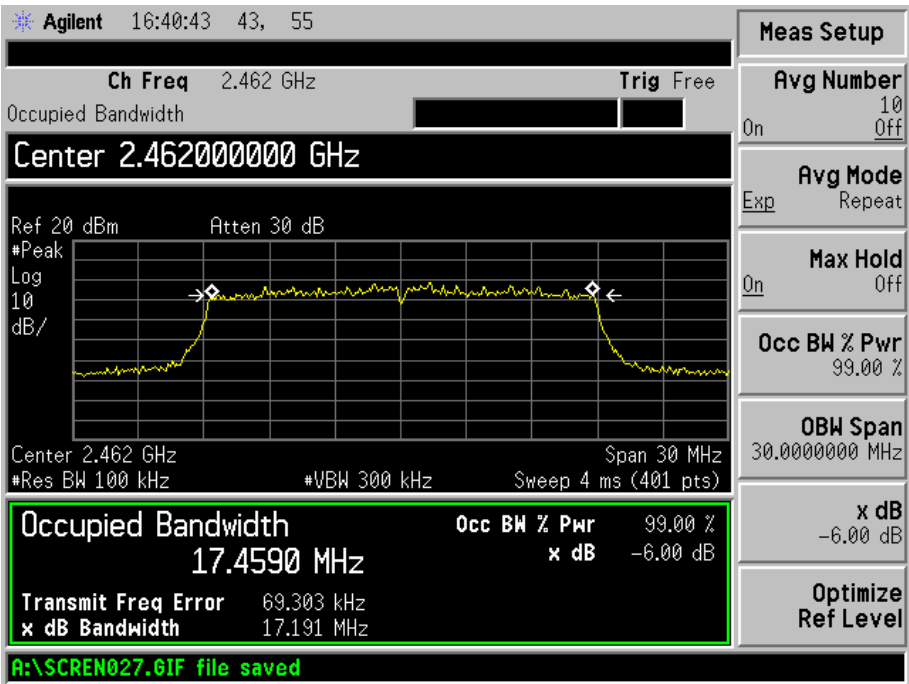 Agilent 16:40:43 43, 55
Ch Freq 2.462 GHz Trig Free
Occupied Bandwidth
Center 2.462000000 GHz
Ref 20 dBm Atten 30 dB
#Peak
Log
10
dB/
Center 2.462 GHz Span 30 MHz
#Res BW 100 kHz #VBW 300 kHz Sweep 4 ms (401 pts)
Occupied Bandwidth Occ BW % Pwr 99.00 %
17.4590 MHz x dB -6.00 dB
Transmit Freq Error 69.303 kHz
x dB Bandwidth 17.191 MHz
A:\SCREN027.GIF file saved
Meas Setup
Avg Number
10
On Off
Avg Mode
Exp Repeat
Max Hold
On Off
Occ BW % Pwr
99.00 %
OBW Span
30.0000000 MHz
x dB
-6.00 dB
Optimize
Ref Level